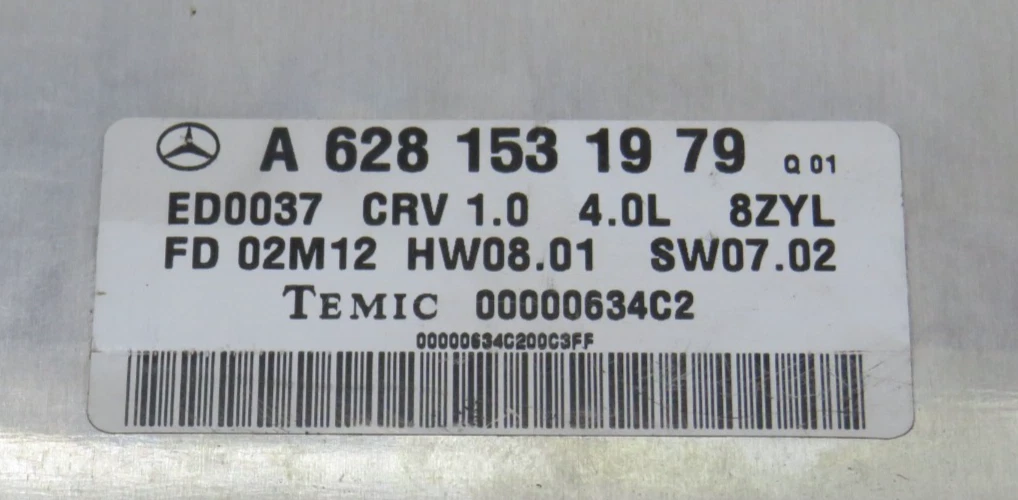 A 628 153 19 79 Q 01
ED0037 CRV 1.0 4.0L 8ZYL
FD 02M12 HW08.01 SW07.02
TEMIC 00000634C2
00000634C200C3FF